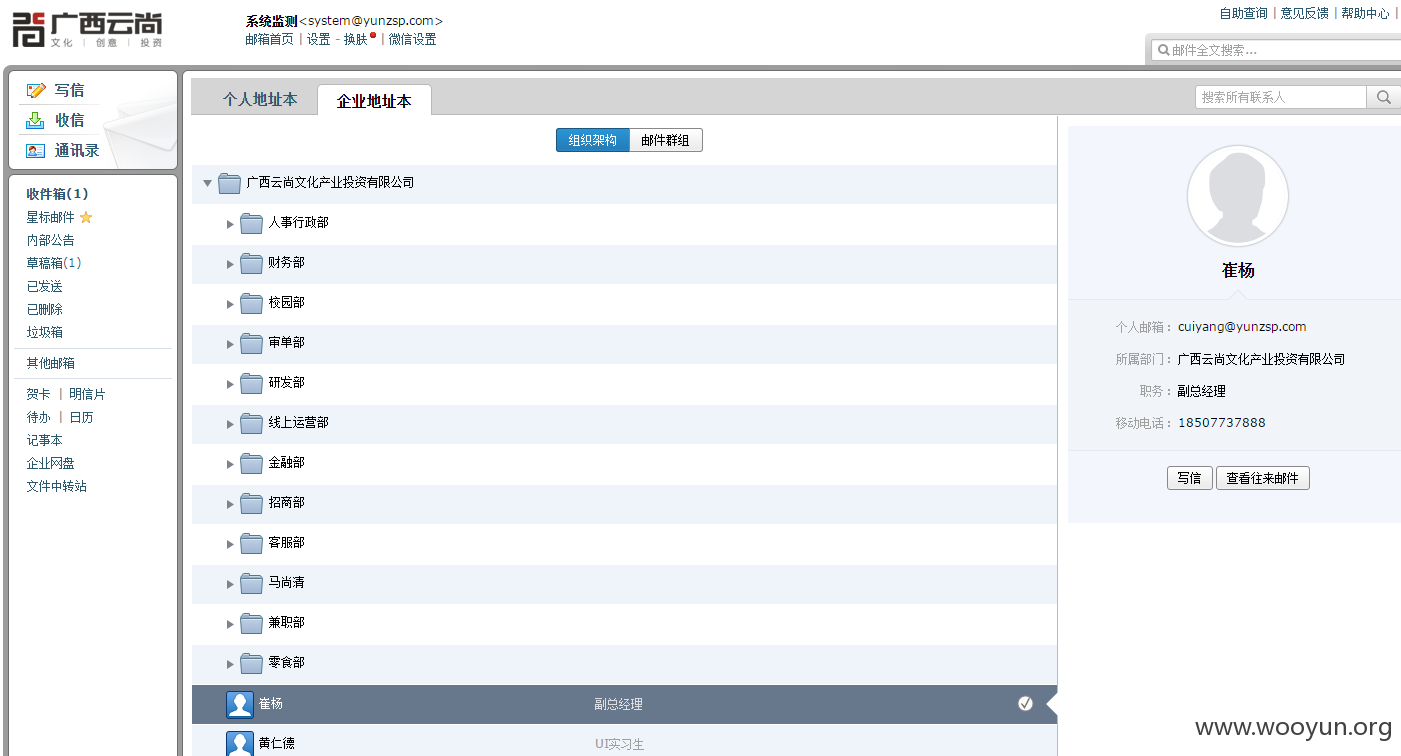 广西云尚
文化 | 创意 | 投资
系统监测<system@yunzsp.com>
邮箱首页 | 设置 - 换肤 | 微信设置
自助查询 | 意见反馈 | 帮助中心 |
邮件全文搜索...
写信
收信
通讯录
收件箱(1)
星标邮件
内部公告
草稿箱(1)
已发送
已删除
垃圾箱
其他邮箱
贺卡 | 明信片
待办 | 日历
记事本
企业网盘
文件中转站
个人地址本 企业地址本
搜索所有联系人
组织架构 邮件群组
广西云尚文化产业投资有限公司
人事行政部
财务部
校园部
审单部
研发部
线上运营部
金融部
招商部
客服部
马尚清
兼职部
零食部
崔杨 副总经理
黄仁德 UI实习生
崔杨
个人邮箱：cuiyang@yunzsp.com
所属部门：广西云尚文化产业投资有限公司
职务：副总经理
移动电话：18507737888
写信 查看往来邮件
www.wooyun.org